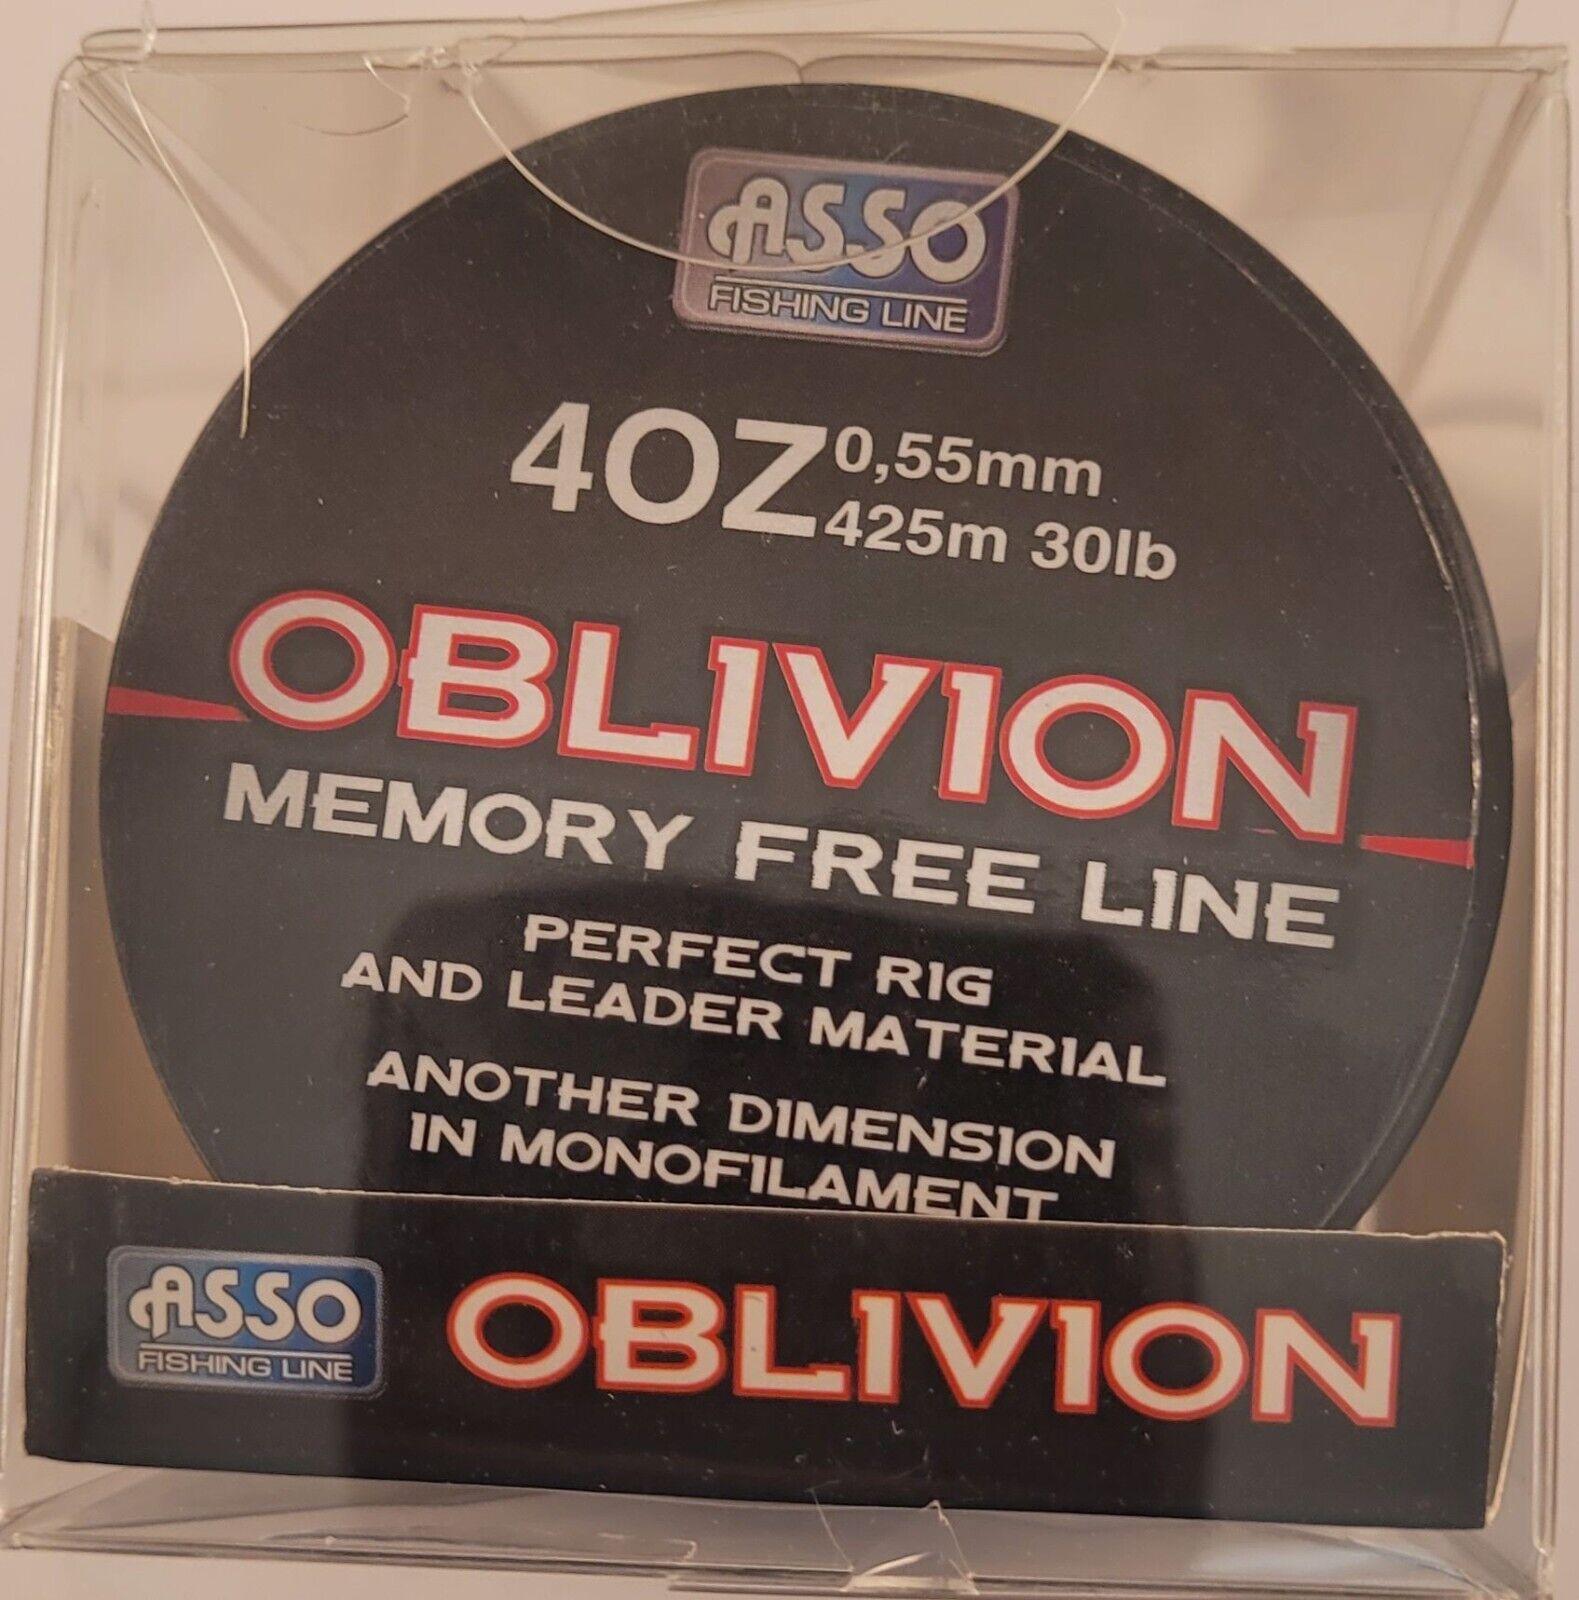 ASSO
FISHING LINE
4OZ 0,55mm
425m 30lb
OBLIVION
MEMORY FREE LINE
PERFECT RIG
AND LEADER MATERIAL
ANOTHER DIMENSION
IN MONOFILAMENT
ASSO
FISHING LINE
OBLIVION